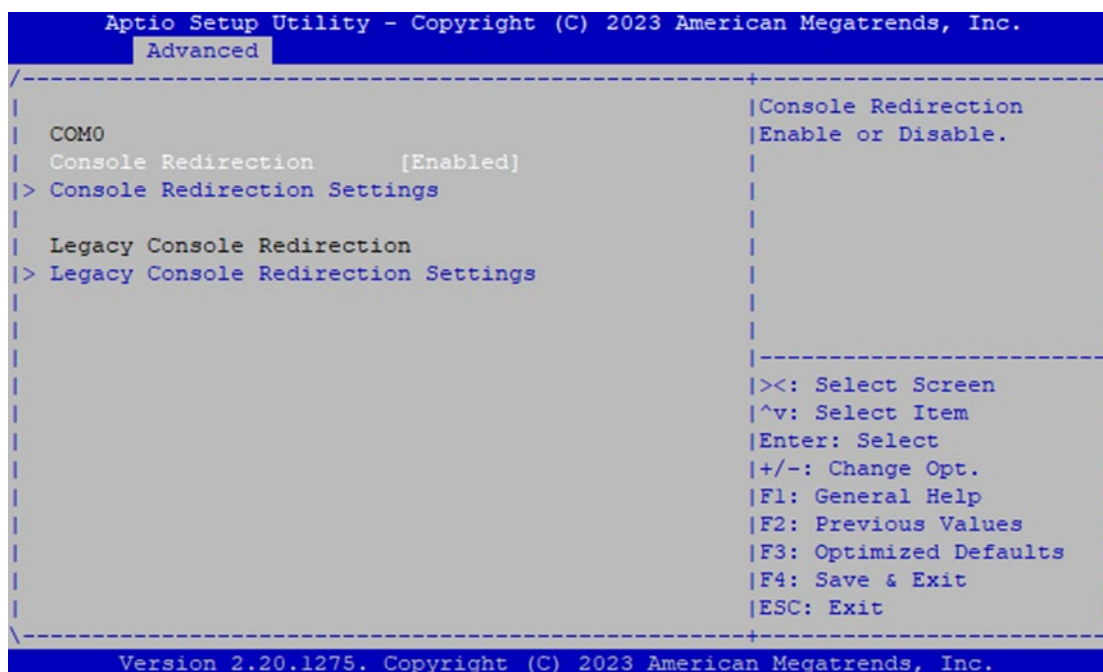 Aptio Setup Utility - Copyright (C) 2023 American Megatrends, Inc.
Advanced
Console Redirection
Enable or Disable.
COM0
Console Redirection [Enabled]
> Console Redirection Settings
Legacy Console Redirection
> Legacy Console Redirection Settings
><: Select Screen
^v: Select Item
Enter: Select
+/-: Change Opt.
F1: General Help
F2: Previous Values
F3: Optimized Defaults
F4: Save & Exit
ESC: Exit
Version 2.20.1275. Copyright (C) 2023 American Megatrends, Inc.